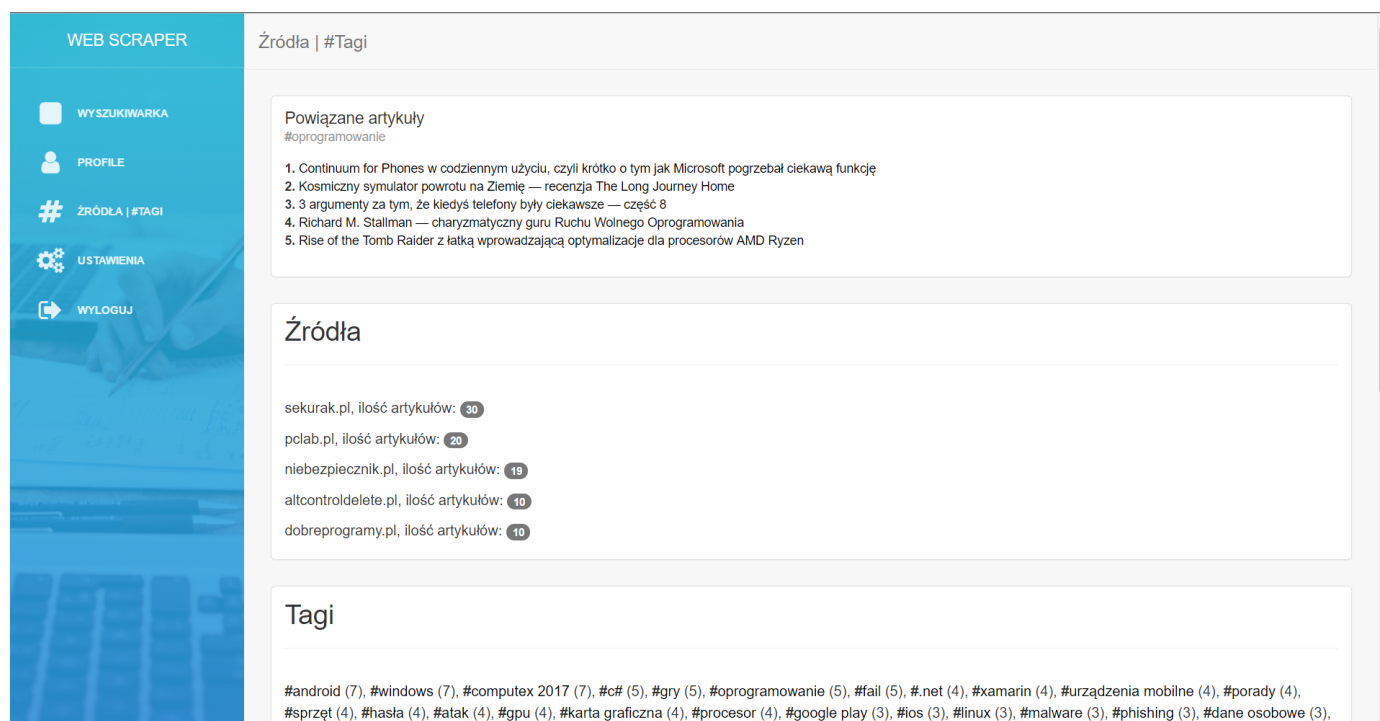 WEB SCRAPER
Źródła | #Tagi
WYSZUKIWARKA
PROFILE
ŹRÓDŁA | #TAGI
USTAWIENIA
WYLOGUJ
Powiązane artykuły
#oprogramowanie
1. Continuum for Phones w codziennym użyciu, czyli krótko o tym jak Microsoft pogrzebał ciekawą funkcję
2. Kosmiczny symulator powrotu na Ziemię — recenzja The Long Journey Home
3. 3 argumenty za tym, że kiedyś telefony były ciekawsze — część 8
4. Richard M. Stallman — charyzmatyczny guru Ruchu Wolnego Oprogramowania
5. Rise of the Tomb Raider z łatką wprowadzającą optymalizacje dla procesorów AMD Ryzen
Źródła
sekurak.pl, ilość artykułów: 30
pclab.pl, ilość artykułów: 20
niebezpiecznik.pl, ilość artykułów: 19
altcontroldelete.pl, ilość artykułów: 10
dobreprogramy.pl, ilość artykułów: 10
Tagi
#android (7), #windows (7), #computex 2017 (7), #c# (5), #gry (5), #oprogramowanie (5), #fail (5), #.net (4), #xamarin (4), #urządzenia mobilne (4), #porady (4),
#sprzęt (4), #hasła (4), #atak (4), #gpu (4), #karta graficzna (4), #procesor (4), #google play (3), #ios (3), #linux (3), #malware (3), #phishing (3), #dane osobowe (3),